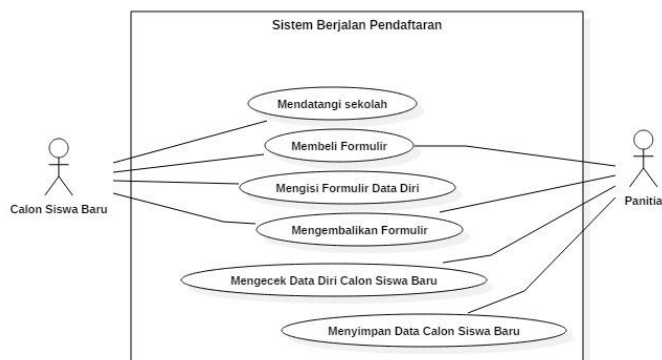 Sistem Berjalan Pendaftaran
Mendatangi sekolah
Membeli Formulir
Mengisi Formulir Data Diri
Calon Siswa Baru
Panitia
Mengembalikan Formulir
Mengecek Data Diri Calon Siswa Baru
Menyimpan Data Calon Siswa Baru